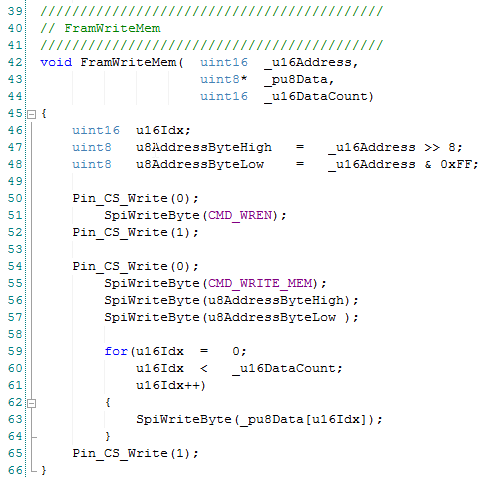 39 ///////////////////////////////////////////
40 // FramWriteMem
41 ///////////////////////////////////////////
42 void FramWriteMem(  uint16  _u16Address,
43                     uint8*  _pu8Data,
44                     uint16  _u16DataCount)
45 {
46     uint16  u16Idx;
47     uint8   u8AddressByteHigh   =   _u16Address >> 8;
48     uint8   u8AddressByteLow    =   _u16Address & 0xFF;
49
50     Pin_CS_Write(0);
51         SpiWriteByte(CMD_WREN);
52     Pin_CS_Write(1);
53
54     Pin_CS_Write(0);
55         SpiWriteByte(CMD_WRITE_MEM);
56         SpiWriteByte(u8AddressByteHigh);
57         SpiWriteByte(u8AddressByteLow );
58
59         for(u16Idx  =   0;
60             u16Idx  <   _u16DataCount;
61             u16Idx++)
62         {
63             SpiWriteByte(_pu8Data[u16Idx]);
64         }
65     Pin_CS_Write(1);
66 }